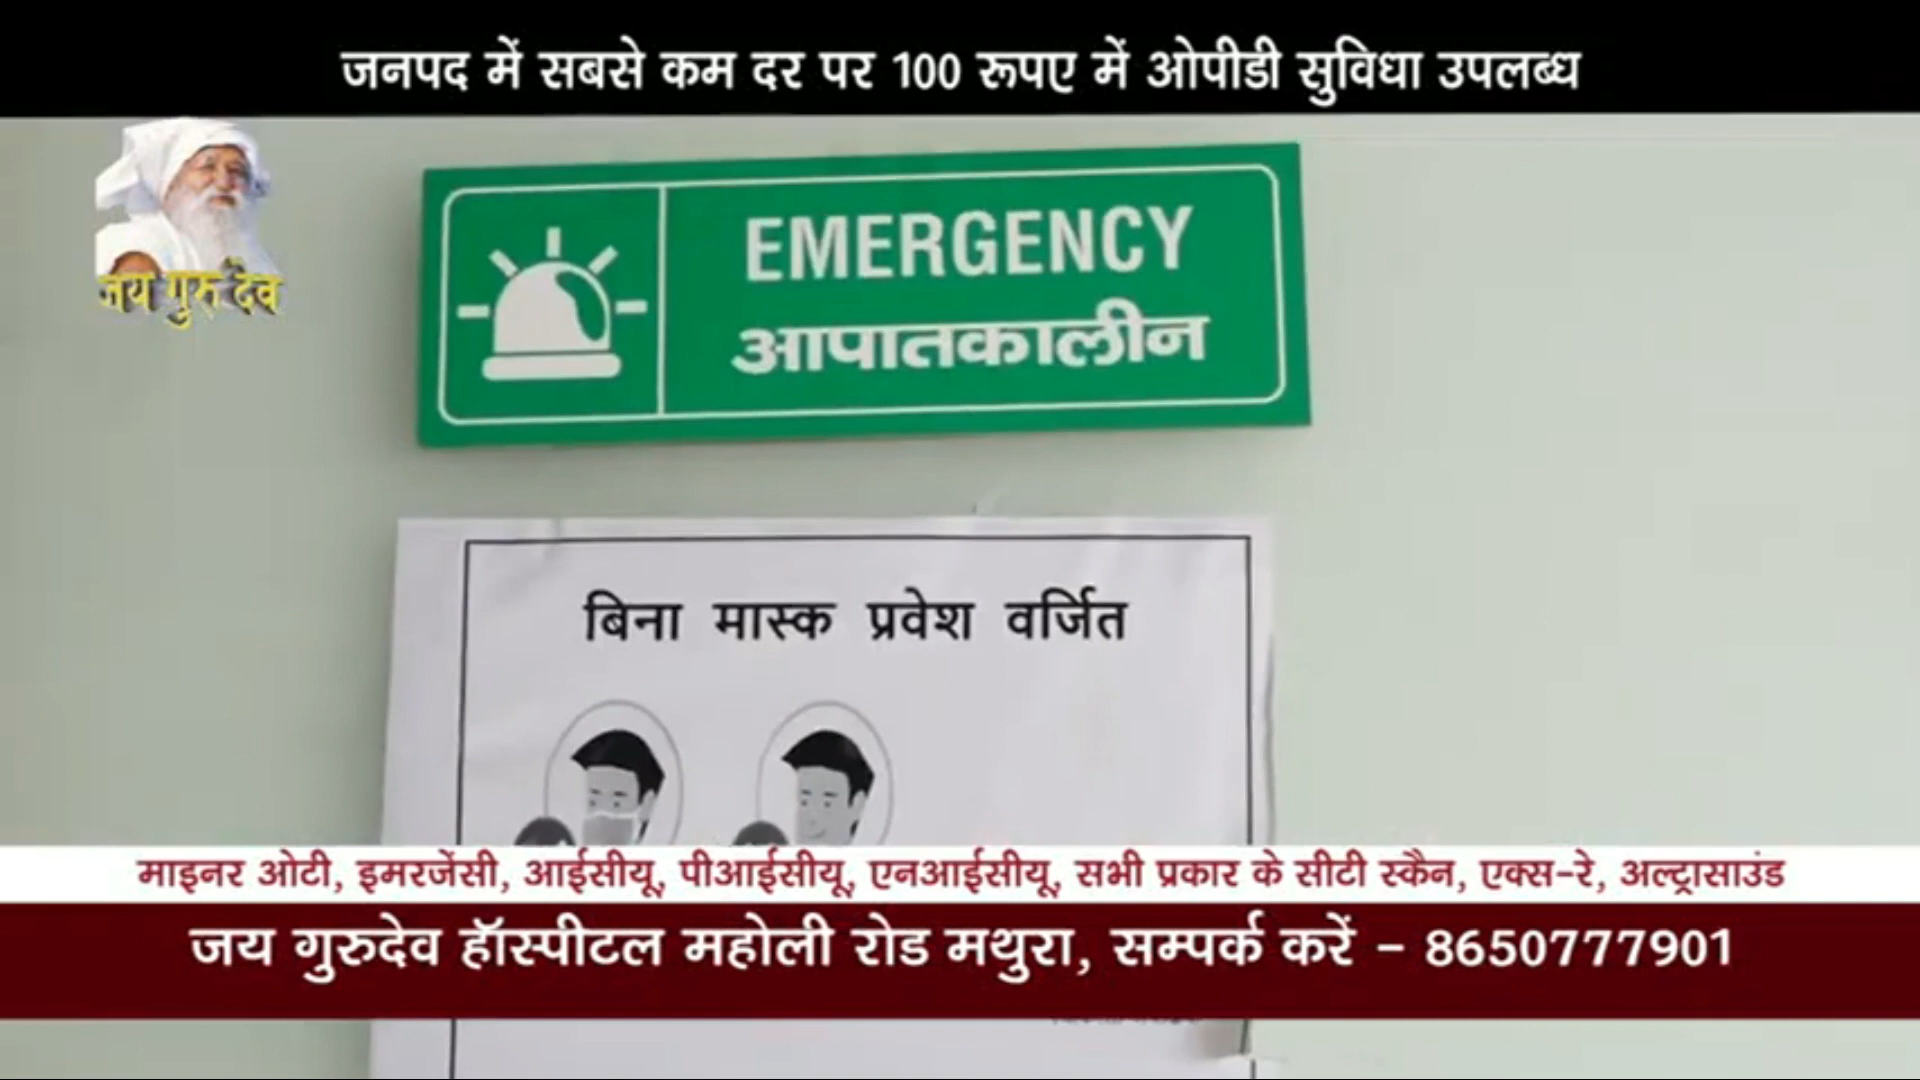 जनपद में सबसे कम दर पर 100 रूपए में ओपीडी सुविधा उपलब्ध
जय गुरु देव
EMERGENCY
आपातकालीन
बिना मास्क प्रवेश वर्जित
माइनर ओटी, इमरजेंसी, आईसीयू, पीआईसीयू, एनआईसीयू, सभी प्रकार के सीटी स्कैन, एक्स-रे, अल्ट्रासाउंड
जय गुरुदेव हॉस्पीटल महोली रोड मथुरा, सम्पर्क करें - 8650777901